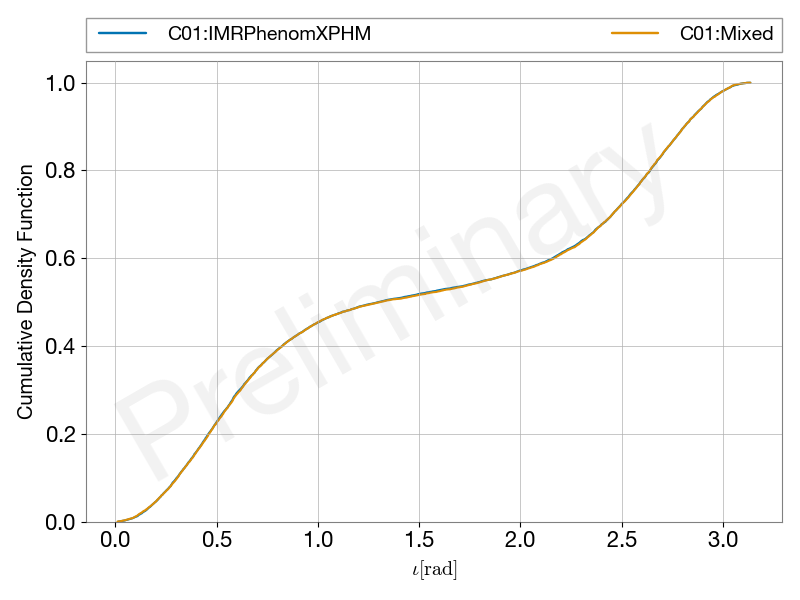 C01:IMRPhenomXPHM C01:Mixed
1.0
0.8
0.6
0.4
0.2
0.0
Cumulative Density Function
Preliminary
0.0 0.5 1.0 1.5 2.0 2.5 3.0
ι[rad]